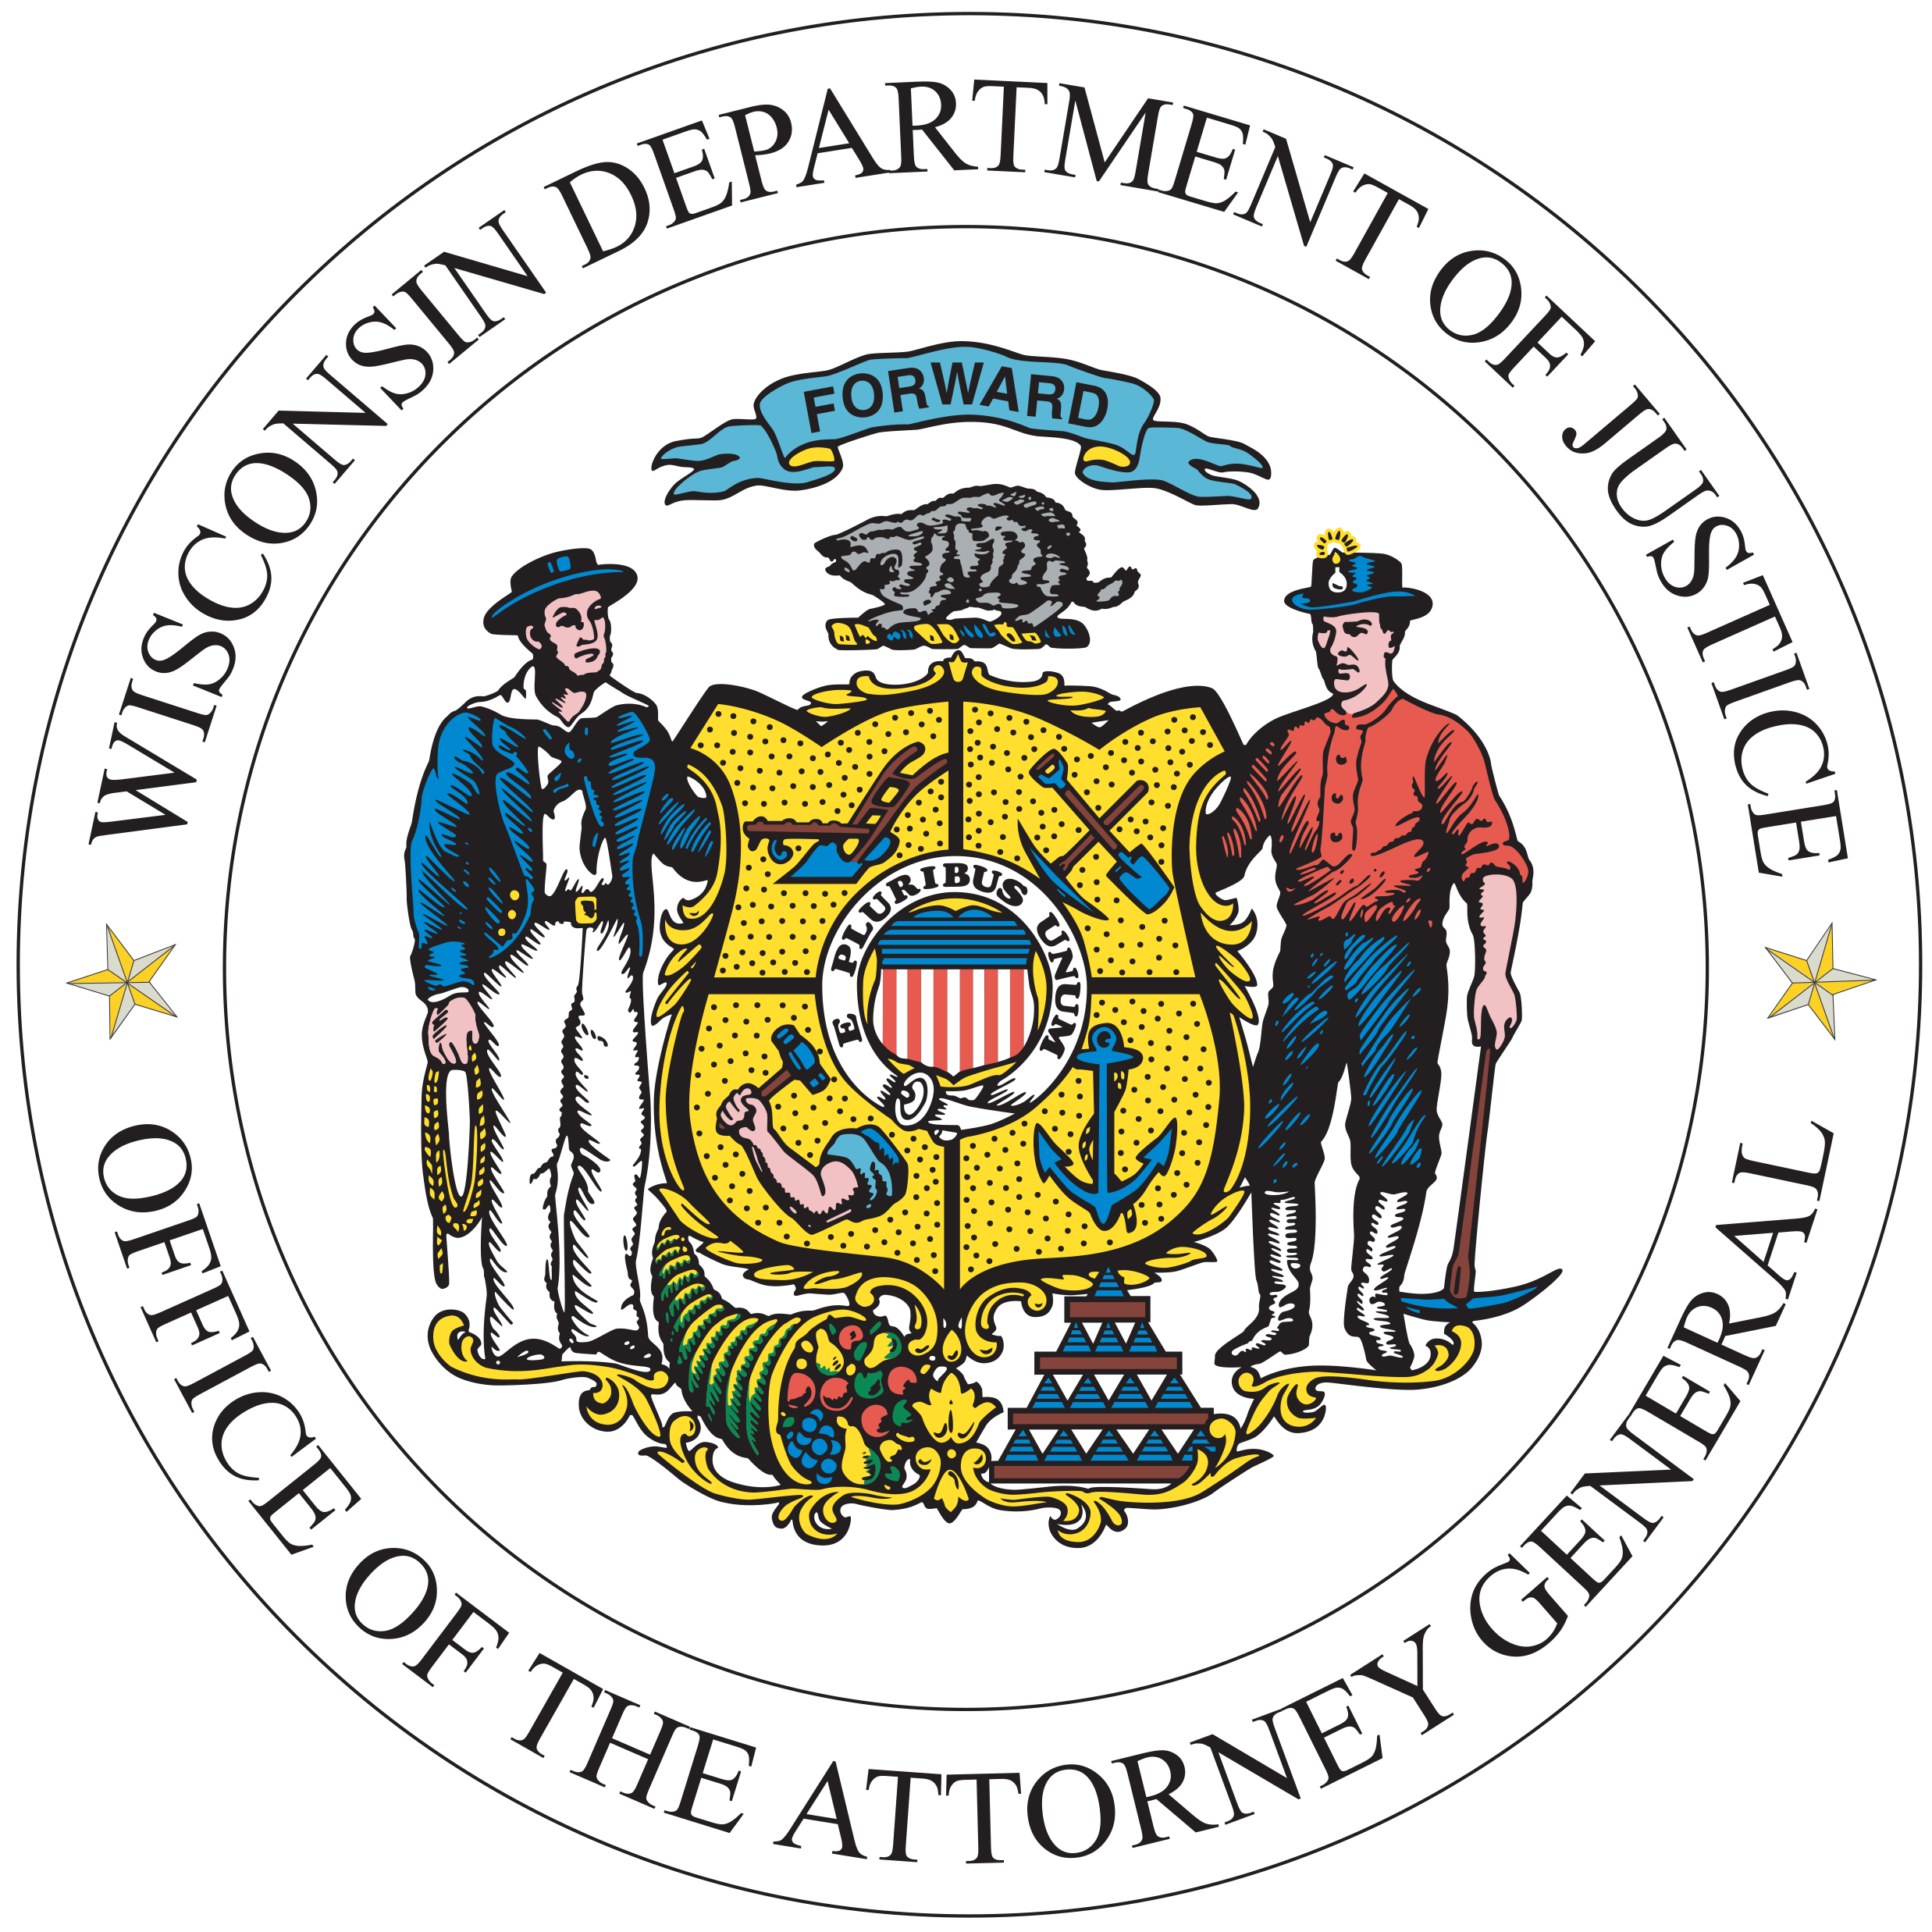 WISCONSIN DEPARTMENT OF JUSTICE
FORWARD
E PLURIBUS UNUM
OFFICE OF THE ATTORNEY GENERAL